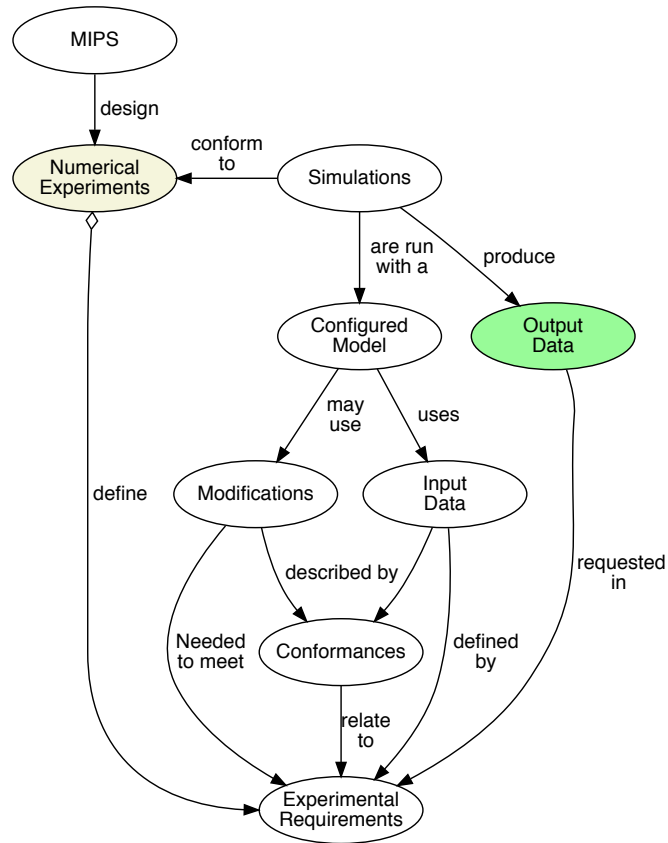 MIPS
design
Numerical
Experiments
conform
to
Simulations
are run
with a
produce
Configured
Model
Output
Data
may
use
uses
define
Modifications
Input
Data
requested
in
described by
Needed
to meet
Conformances
defined
by
relate
to
Experimental
Requirements